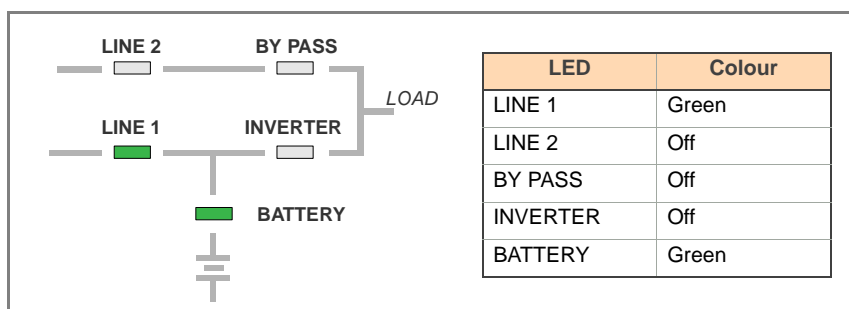 LINE 2 BY PASS
LOAD
LINE 1 INVERTER
BATTERY
LED Colour
LINE 1 Green
LINE 2 Off
BY PASS Off
INVERTER Off
BATTERY Green